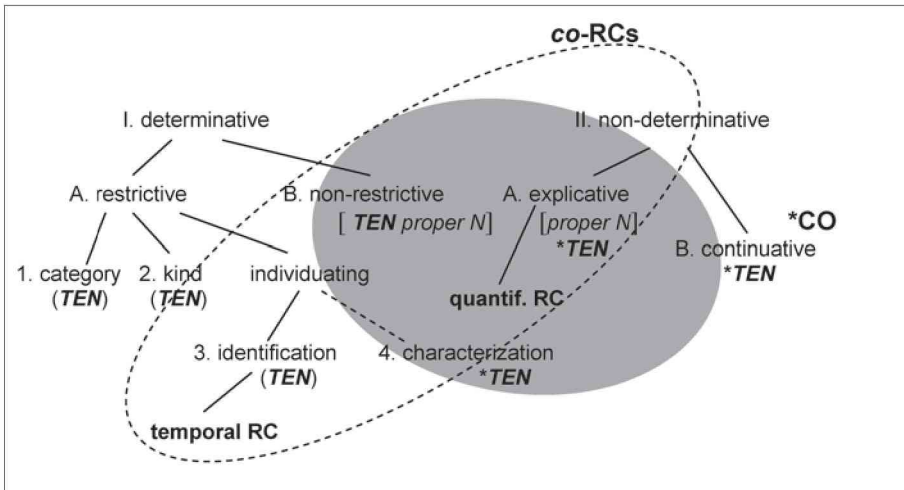 co-RCs
I. determinative
II. non-determinative
A. restrictive
B. non-restrictive
A. explicative
[ TEN proper N]
[proper N]
*TEN
*CO
B. continuative
*TEN
1. category
(TEN)
2. kind
(TEN)
individuating
quantif. RC
3. identification
(TEN)
4. characterization
*TEN
temporal RC